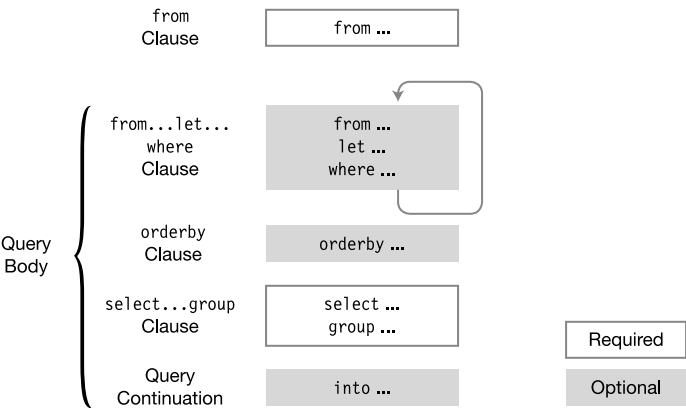 from
Clause
from ...
from...let...
where
Clause
from ...
let ...
where ...
orderby
Clause
orderby ...
Query
Body
select...group
Clause
select ...
group ...
Required
Query
Continuation
into ...
Optional